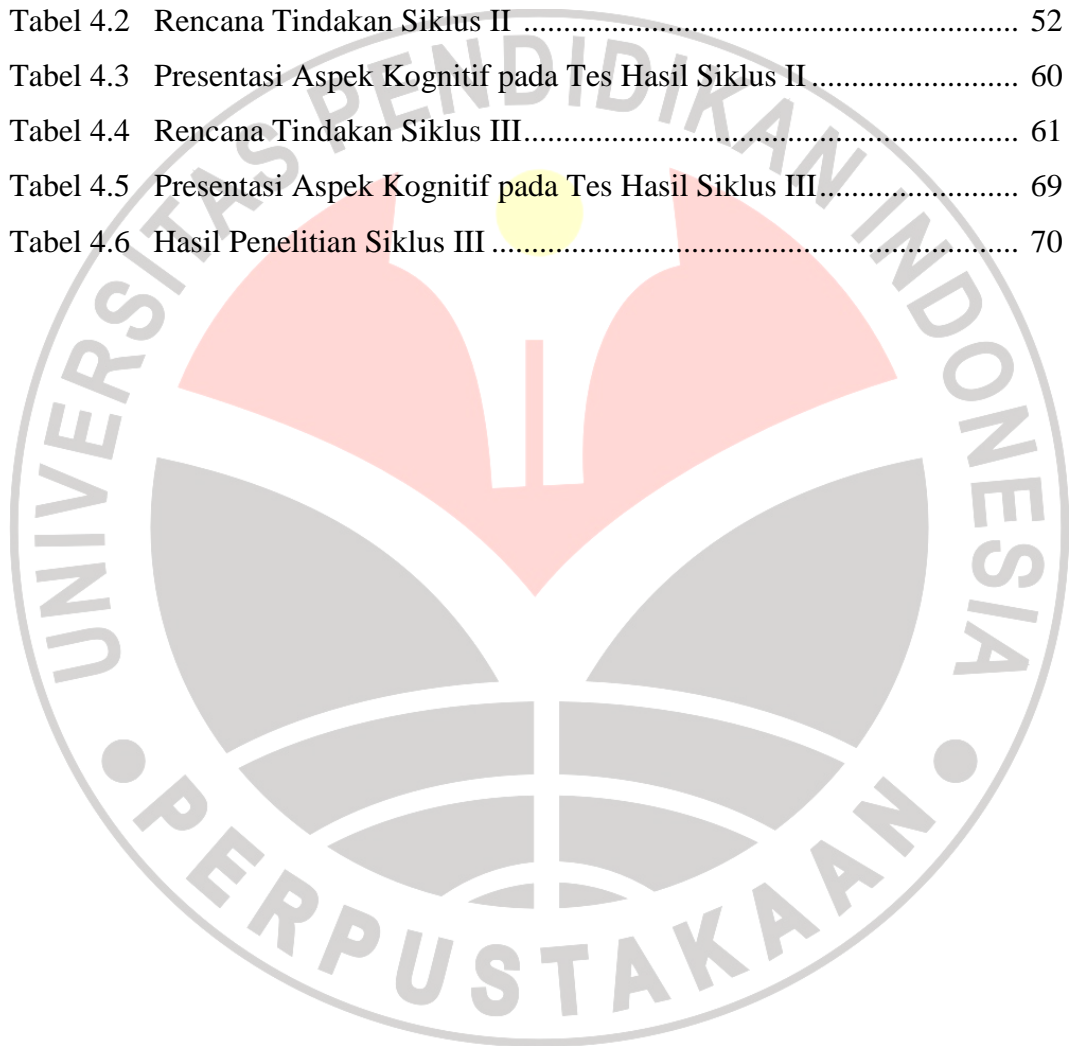 Tabel 4.2 Rencana Tindakan Siklus II ............................................................... 52
Tabel 4.3 Presentasi Aspek Kognitif pada Tes Hasil Siklus II .......................... 60
Tabel 4.4 Rencana Tindakan Siklus III.............................................................. 61
Tabel 4.5 Presentasi Aspek Kognitif pada Tes Hasil Siklus III......................... 69
Tabel 4.6 Hasil Penelitian Siklus III .................................................................. 70
UNIVERSITAS PENDIDIKAN INDONESIA
PERPUSTAKAAN